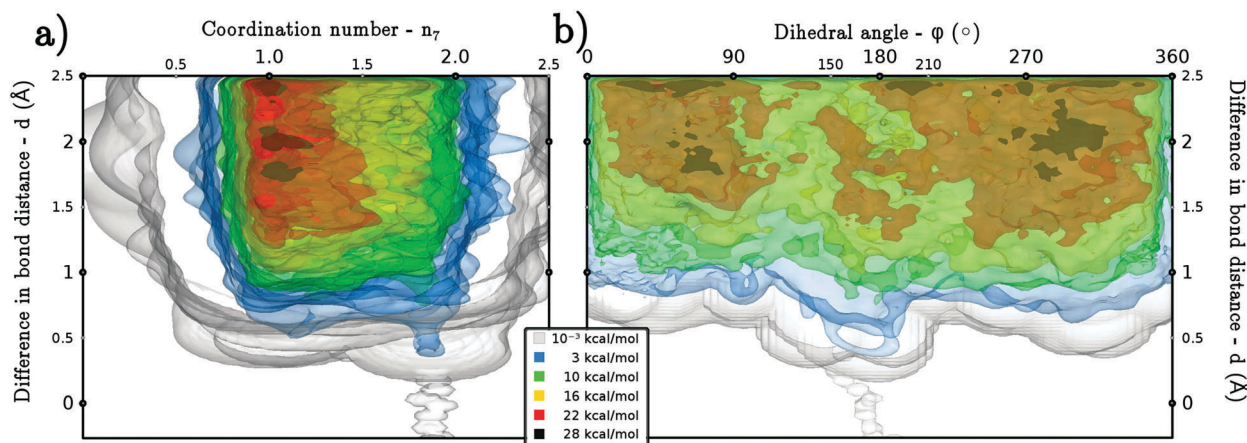 a)
Coordination number - n₇
0.5 1.0 1.5 2.0 2.5
Difference in bond distance - d (Å)
2.5
2
1.5
1
0.5
0
b)
Dihedral angle - φ (°)
0 90 150 180 210 270 360
2.5
2
1.5
1
0.5
0
Difference in bond distance - d (Å)
10⁻³ kcal/mol
3 kcal/mol
10 kcal/mol
16 kcal/mol
22 kcal/mol
28 kcal/mol